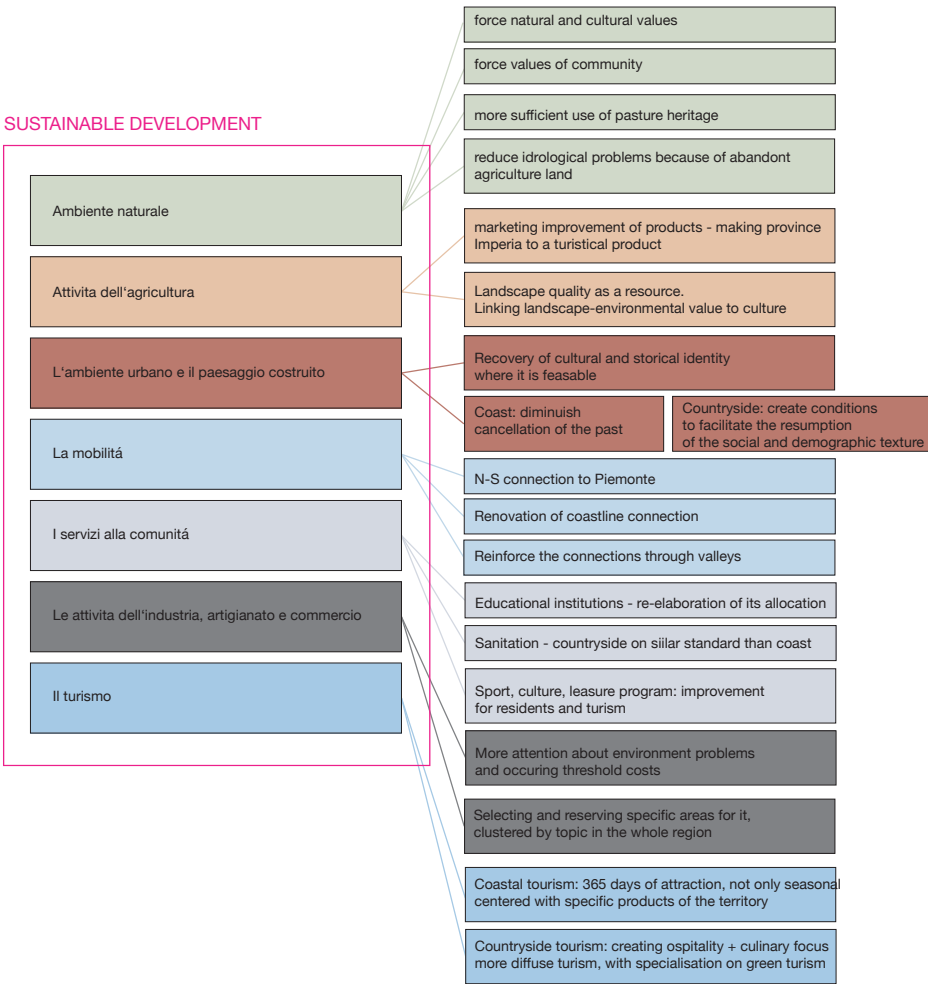 SUSTAINABLE DEVELOPMENT
Ambiente naturale
Attivita dell'agricultura
L'ambiente urbano e il paesaggio costruito
La mobilitá
I servizi alla comunitá
Le attivita dell'industria, artigianato e commercio
Il turismo
force natural and cultural values
force values of community
more sufficient use of pasture heritage
reduce idrological problems because of abandont
agriculture land
marketing improvement of products - making province
Imperia to a turistical product
Landscape quality as a resource.
Linking landscape-environmental value to culture
Recovery of cultural and storical identity
where it is feasable
Coast: diminuish
cancellation of the past
Countryside: create conditions
to facilitate the resumption
of the social and demographic texture
N-S connection to Piemonte
Renovation of coastline connection
Reinforce the connections through valleys
Educational institutions - re-elaboration of its allocation
Sanitation - countryside on siilar standard than coast
Sport, culture, leasure program: improvement
for residents and turism
More attention about environment problems
and occuring threshold costs
Selecting and reserving specific areas for it,
clustered by topic in the whole region
Coastal tourism: 365 days of attraction, not only seasonal
centered with specific products of the territory
Countryside tourism: creating ospitality + culinary focus
more diffuse turism, with specialisation on green turism